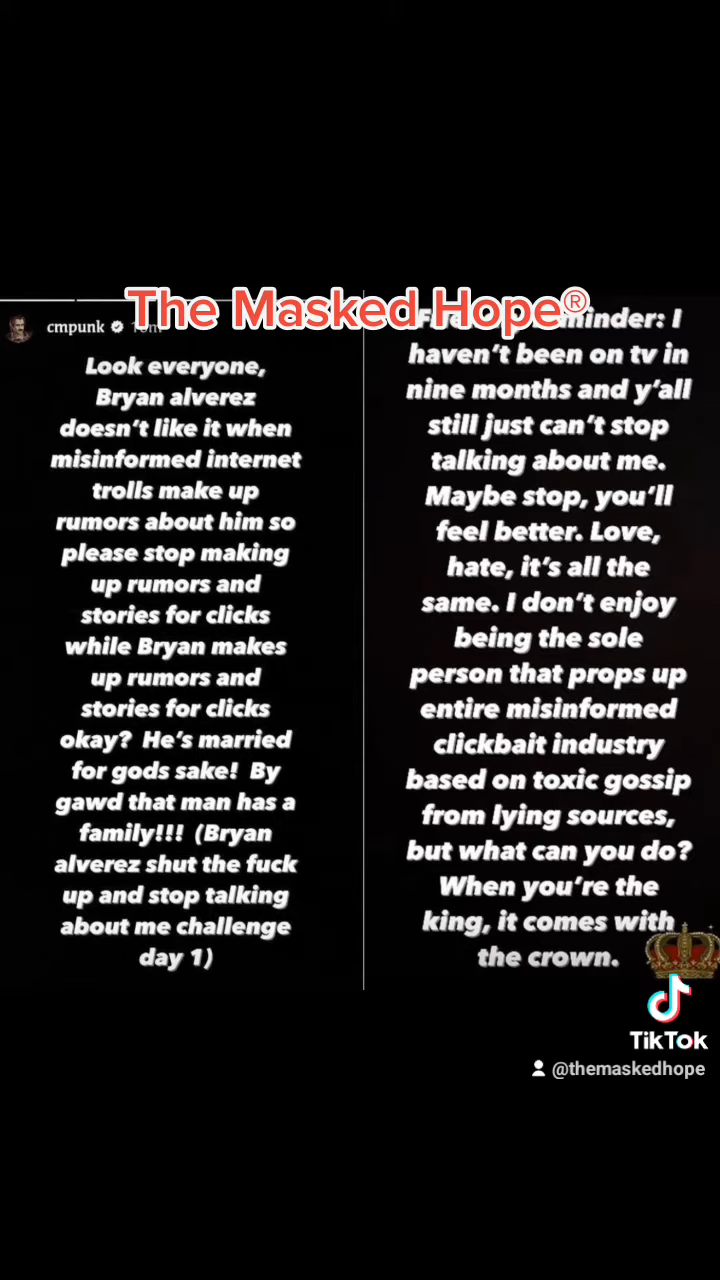 The Masked Hope®
cmpunk
Look everyone,
Bryan alverez
doesn't like it when
misinformed internet
trolls make up
rumors about him so
please stop making
up rumors and
stories for clicks
while Bryan makes
up rumors and
stories for clicks
okay? He's married
for gods sake! By
gawd that man has a
family!!! (Bryan
alverez shut the fuck
up and stop talking
about me challenge
day 1)
I
haven't been on tv in
nine months and y'all
still just can't stop
talking about me.
Maybe stop, you'll
feel better. Love,
hate, it's all the
same. I don't enjoy
being the sole
person that props up
entire misinformed
clickbait industry
based on toxic gossip
from lying sources,
but what can you do?
When you're the
king, it comes with
the crown.
TikTok
@themaskedhope